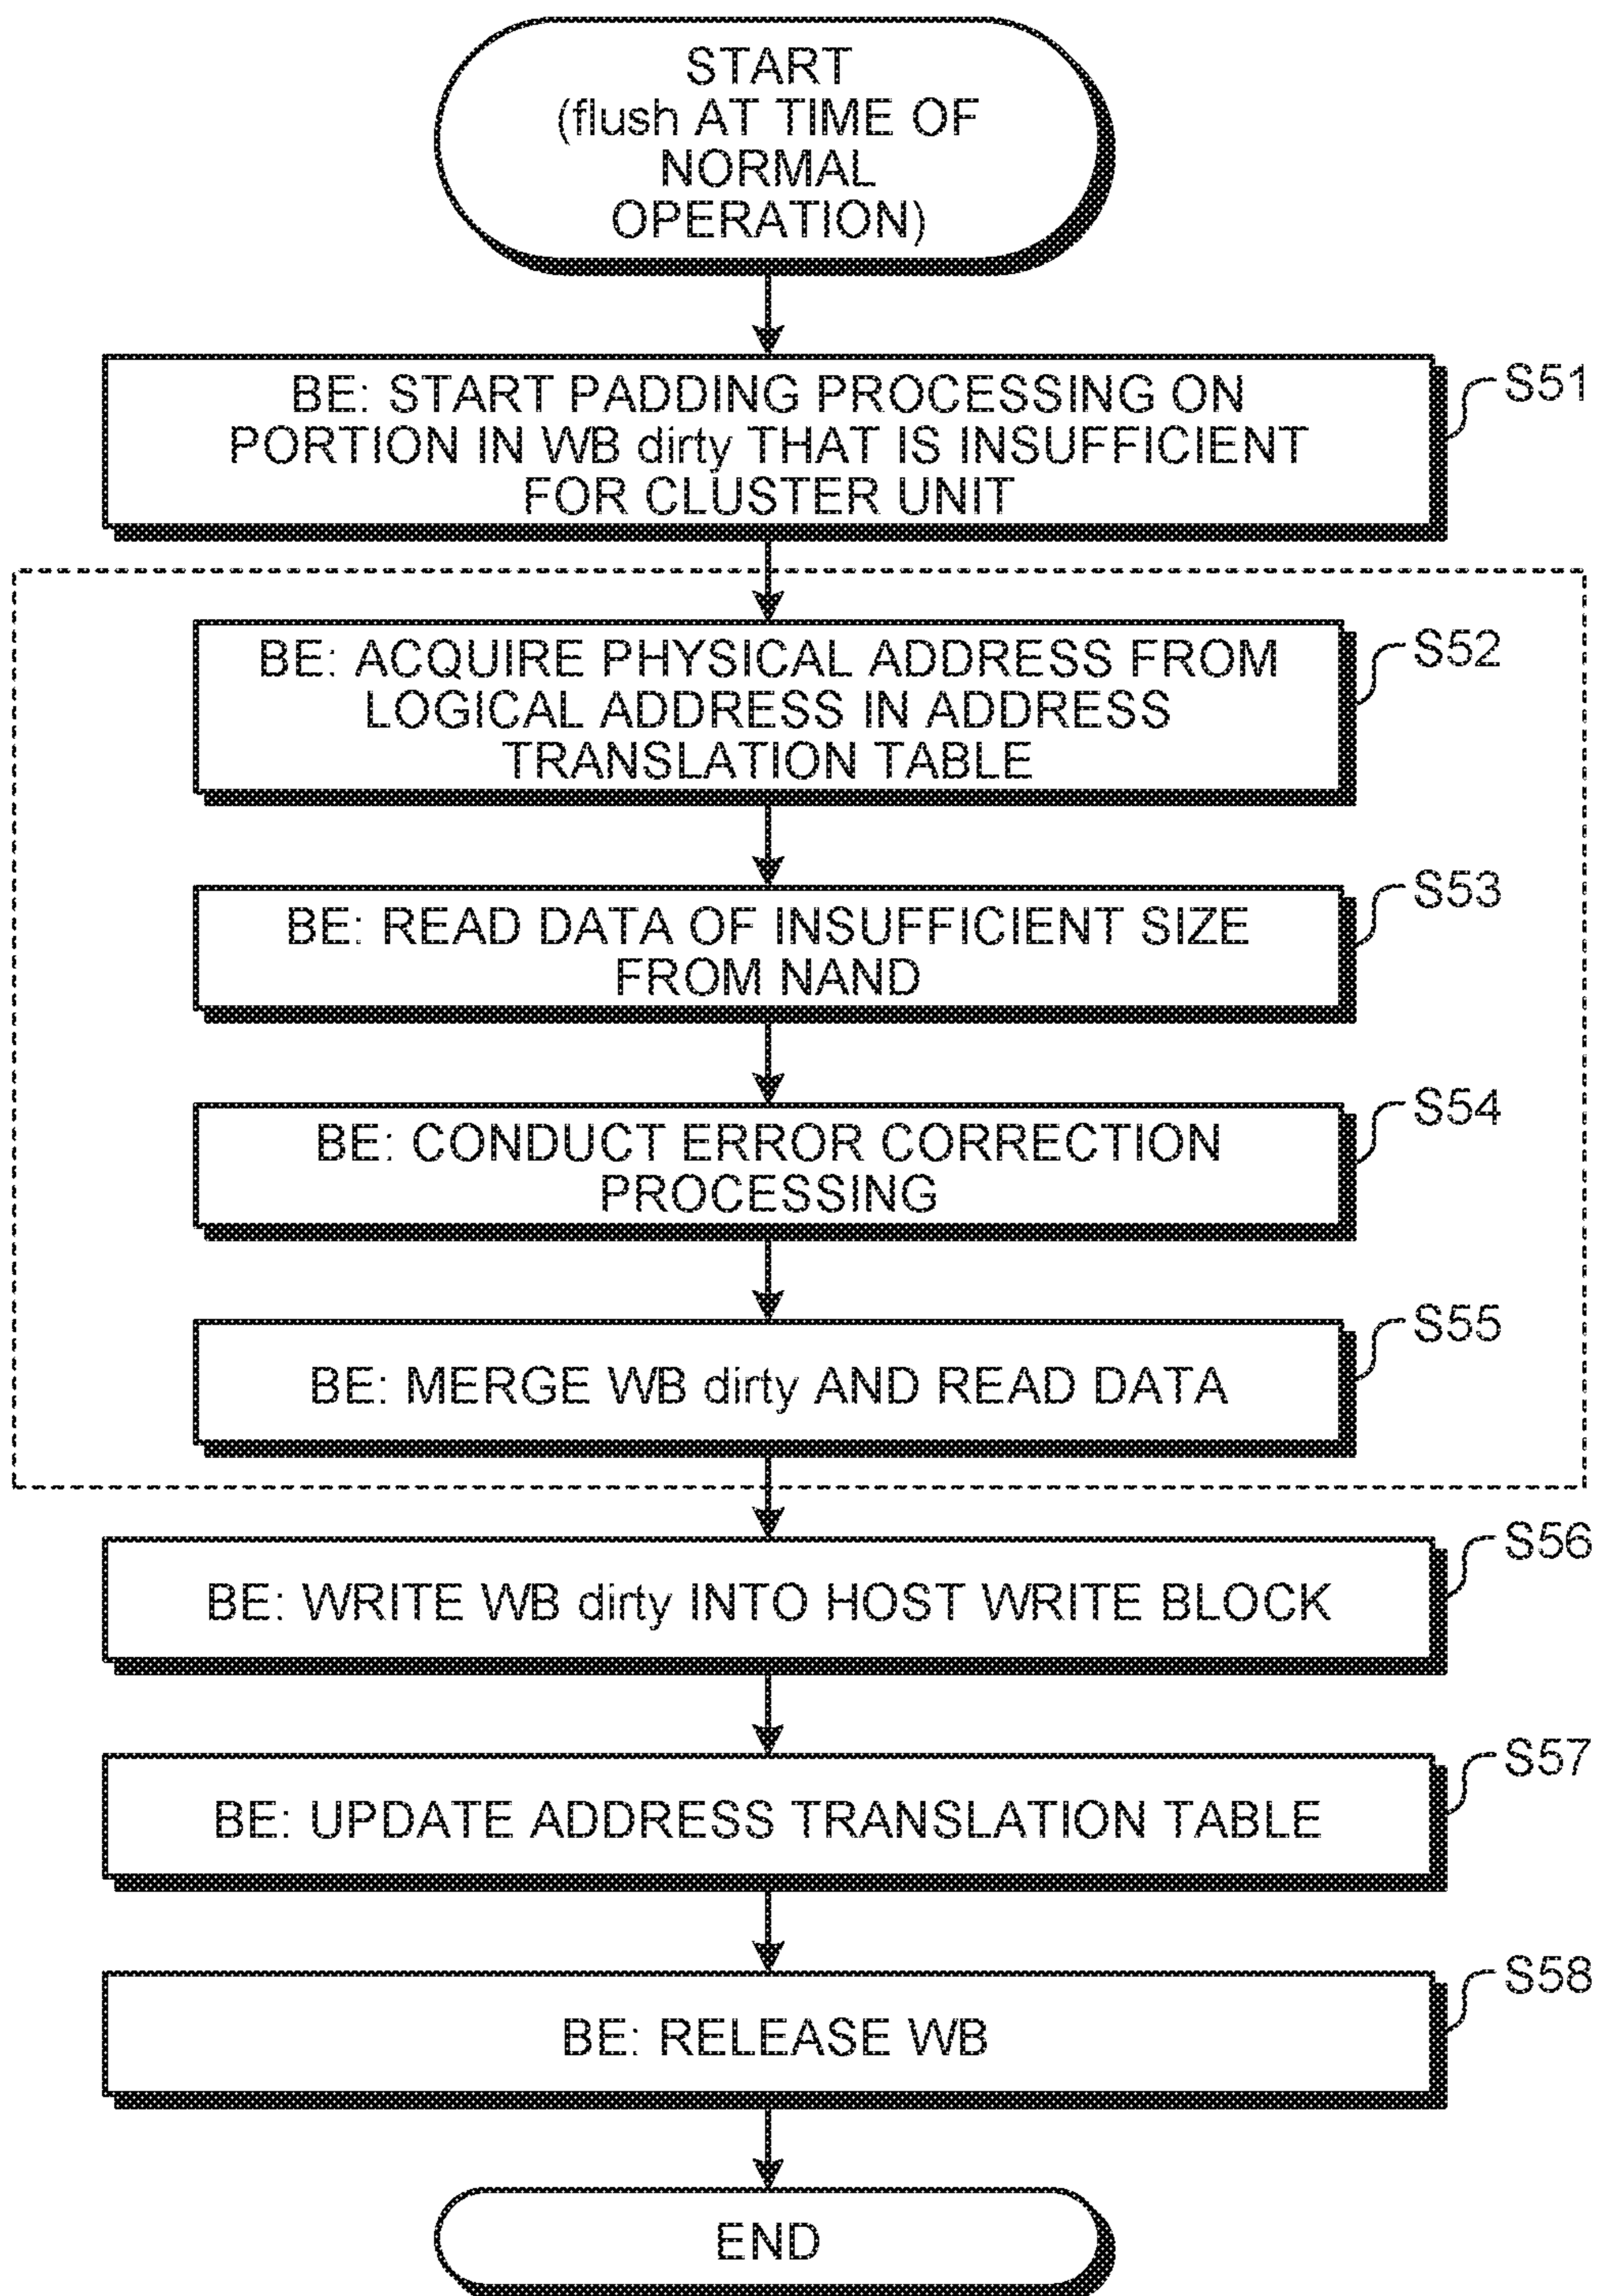 START
(flush AT TIME OF
NORMAL
OPERATION)
BE: START PADDING PROCESSING ON
PORTION IN WB dirty THAT IS INSUFFICIENT
FOR CLUSTER UNIT
S51
BE: ACQUIRE PHYSICAL ADDRESS FROM
LOGICAL ADDRESS IN ADDRESS
TRANSLATION TABLE
S52
BE: READ DATA OF INSUFFICIENT SIZE
FROM NAND
S53
BE: CONDUCT ERROR CORRECTION
PROCESSING
S54
BE: MERGE WB dirty AND READ DATA
S55
BE: WRITE WB dirty INTO HOST WRITE BLOCK
S56
BE: UPDATE ADDRESS TRANSLATION TABLE
S57
BE: RELEASE WB
S58
END